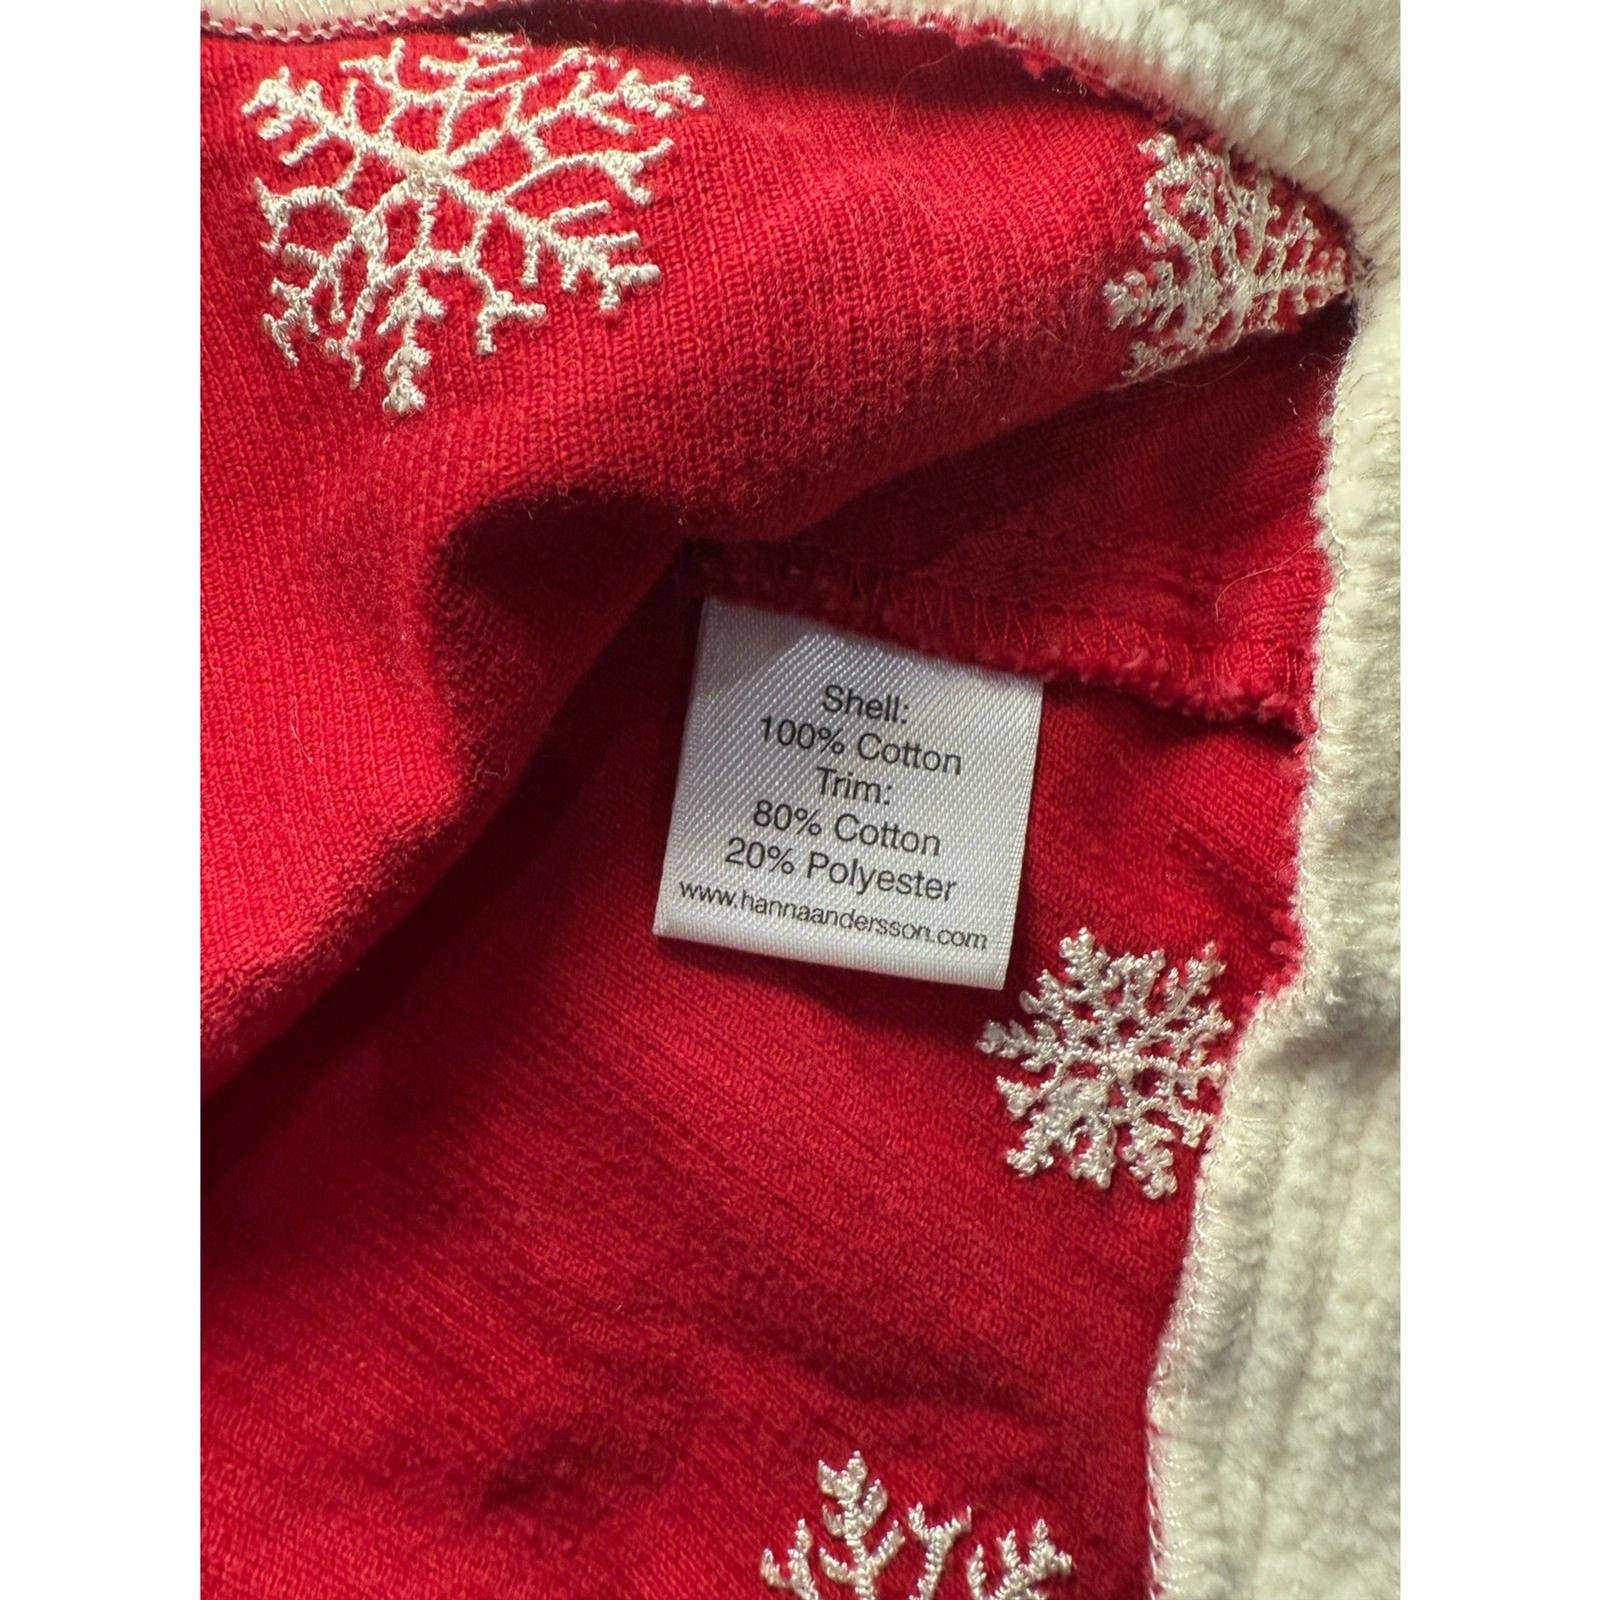 Shell:
100% Cotton
Trim:
80% Cotton
20% Polyester
www.hannaandersson.com